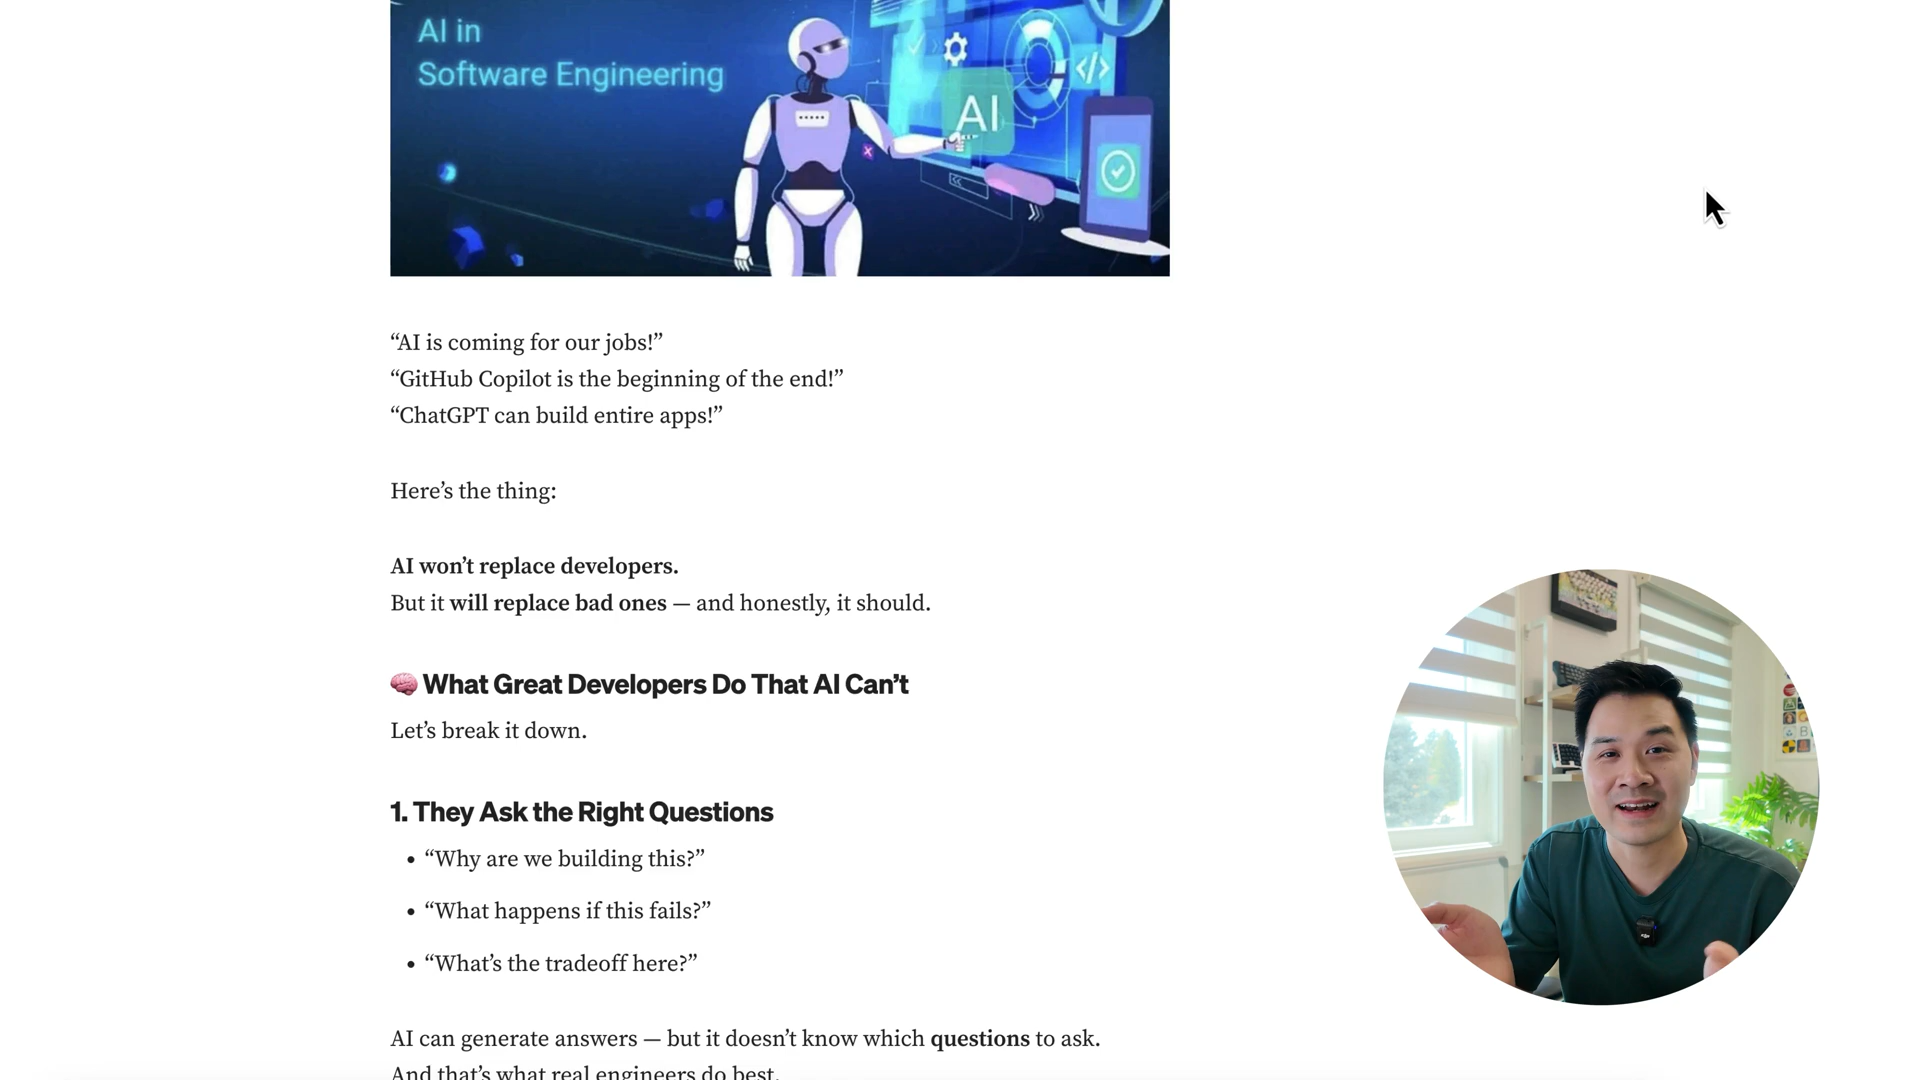 AI in
Software Engineering
AI
“AI is coming for our jobs!”
“GitHub Copilot is the beginning of the end!”
“ChatGPT can build entire apps!”
Here’s the thing:
AI won’t replace developers.
But it will replace bad ones — and honestly, it should.
🧠 What Great Developers Do That AI Can’t
Let’s break it down.
1. They Ask the Right Questions
• “Why are we building this?”
• “What happens if this fails?”
• “What’s the tradeoff here?”
AI can generate answers — but it doesn’t know which questions to ask.
And that’s what real engineers do best.